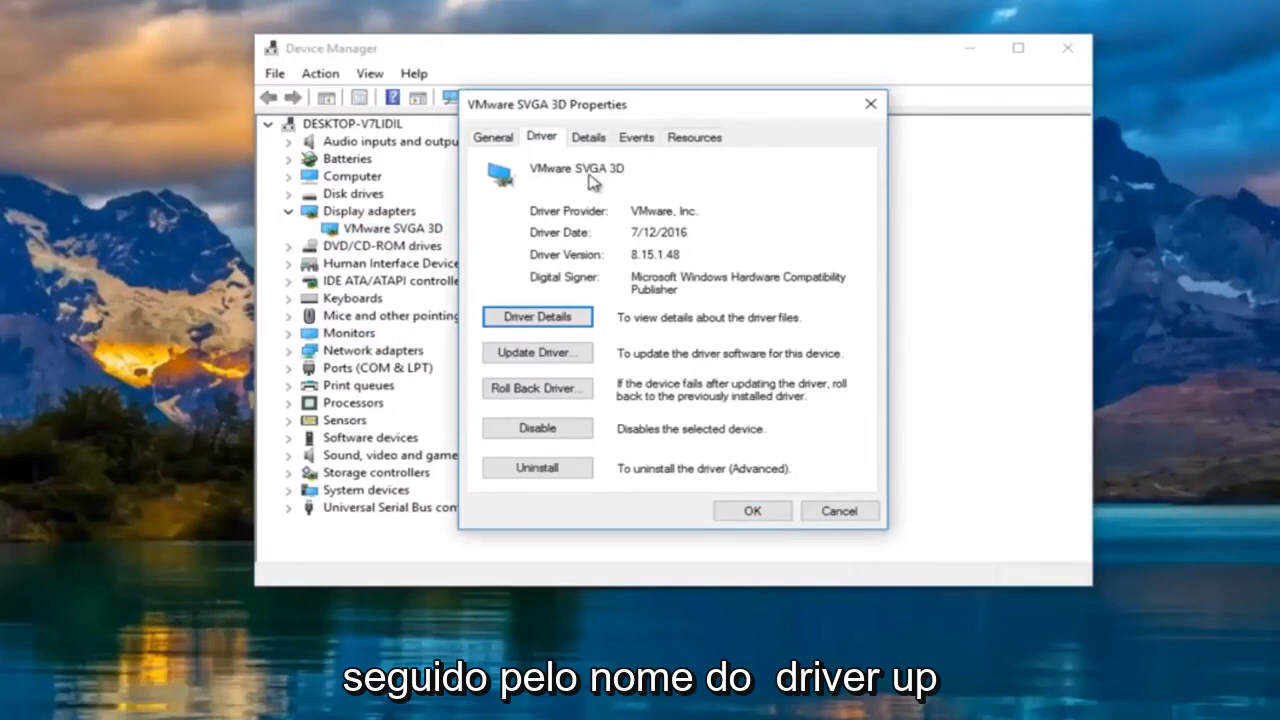 Device Manager
File Action View Help
DESKTOP-V7LIDIL
Audio inputs and outpu
Batteries
Computer
Disk drives
Display adapters
VMware SVGA 3D
DVD/CD-ROM drives
Human Interface Device
IDE ATA/ATAPI controlle
Keyboards
Mice and other pointing
Monitors
Network adapters
Ports (COM & LPT)
Print queues
Processors
Sensors
Software devices
Sound, video and game
Storage controllers
System devices
Universal Serial Bus con
VMware SVGA 3D Properties
General Driver Details Events Resources
VMware SVGA 3D
Driver Provider: VMware, Inc.
Driver Date: 7/12/2016
Driver Version: 8.15.1.48
Digital Signer: Microsoft Windows Hardware Compatibility
Publisher
Driver Details To view details about the driver files.
Update Driver... To update the driver software for this device.
Roll Back Driver... If the device fails after updating the driver, roll
back to the previously installed driver.
Disable Disables the selected device.
Uninstall To uninstall the driver (Advanced).
OK Cancel
seguido pelo nome do driver up